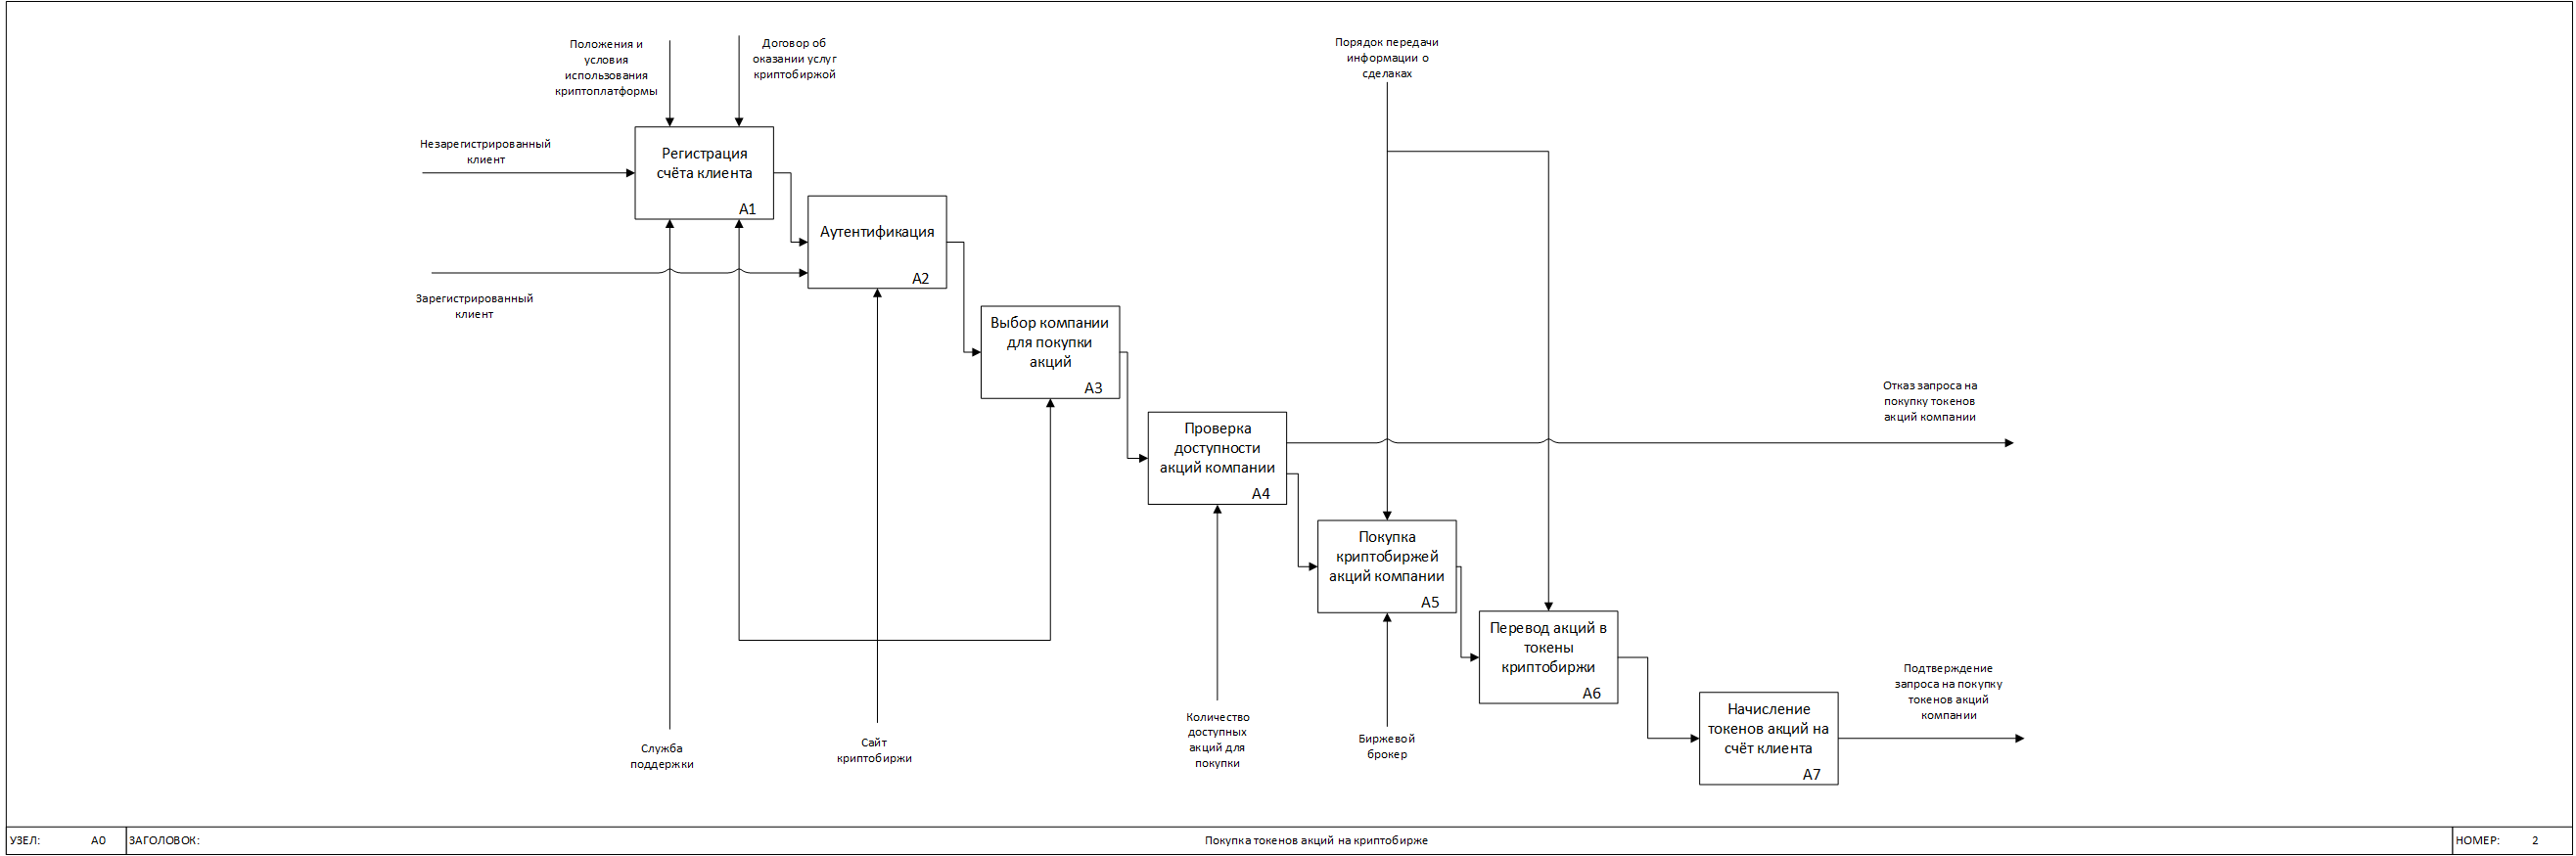 Положения и
условия
использования
криптоплатформы
Договор об
оказании услуг
криптобиржой
Порядок передачи
информации о
сделаках
Незарегистрированный
клиент
Регистрация
счёта клиента
A1
Аутентификация
A2
Зарегистрированный
клиент
Выбор компании
для покупки
акций
A3
Отказ запроса на
покупку токенов
акций компании
Проверка
доступности
акций компании
A4
Покупка
криптобиржей
акций компании
A5
Перевод акций в
токены
криптобиржи
A6
Подтверждение
запроса на покупку
токенов акций
компании
Начисление
токенов акций на
счёт клиента
A7
Служба
поддержки
Сайт
криптобиржи
Количество
доступных
акций для
покупки
Биржевой
брокер
УЗЕЛ: A0 ЗАГОЛОВОК: Покупка токенов акций на криптобирже НОМЕР: 2